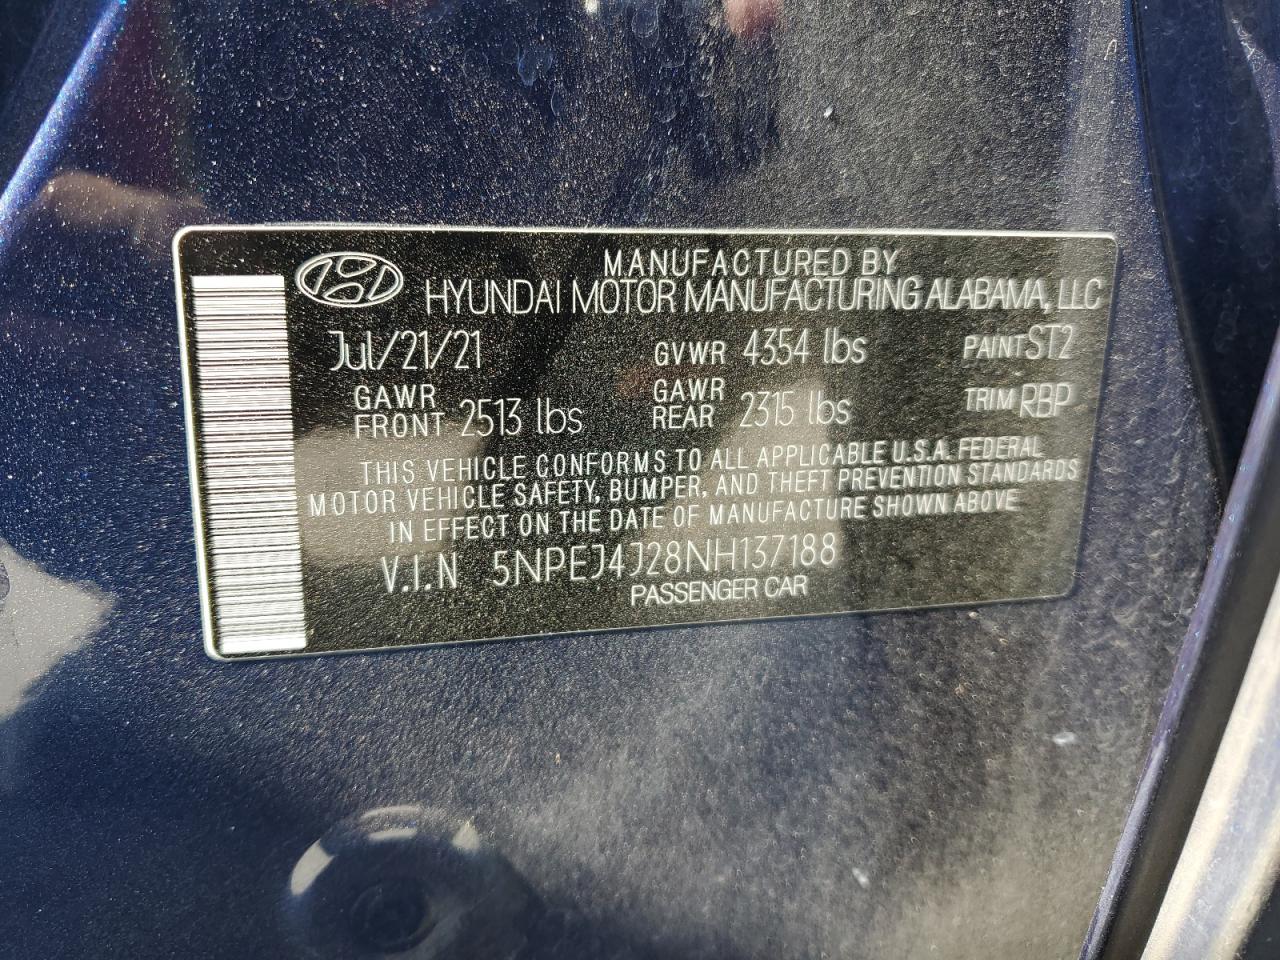 MANUFACTURED BY
HYUNDAI MOTOR MANUFACTURING ALABAMA, LLC
Jul/21/21 GVWR 4354 lbs PAINT ST2
GAWR FRONT 2513 lbs GAWR REAR 2315 lbs TRIM RBP
THIS VEHICLE CONFORMS TO ALL APPLICABLE U.S.A. FEDERAL
MOTOR VEHICLE SAFETY, BUMPER, AND THEFT PREVENTION STANDARDS
IN EFFECT ON THE DATE OF MANUFACTURE SHOWN ABOVE
V.I.N 5NPEJ4J28NH137188
PASSENGER CAR